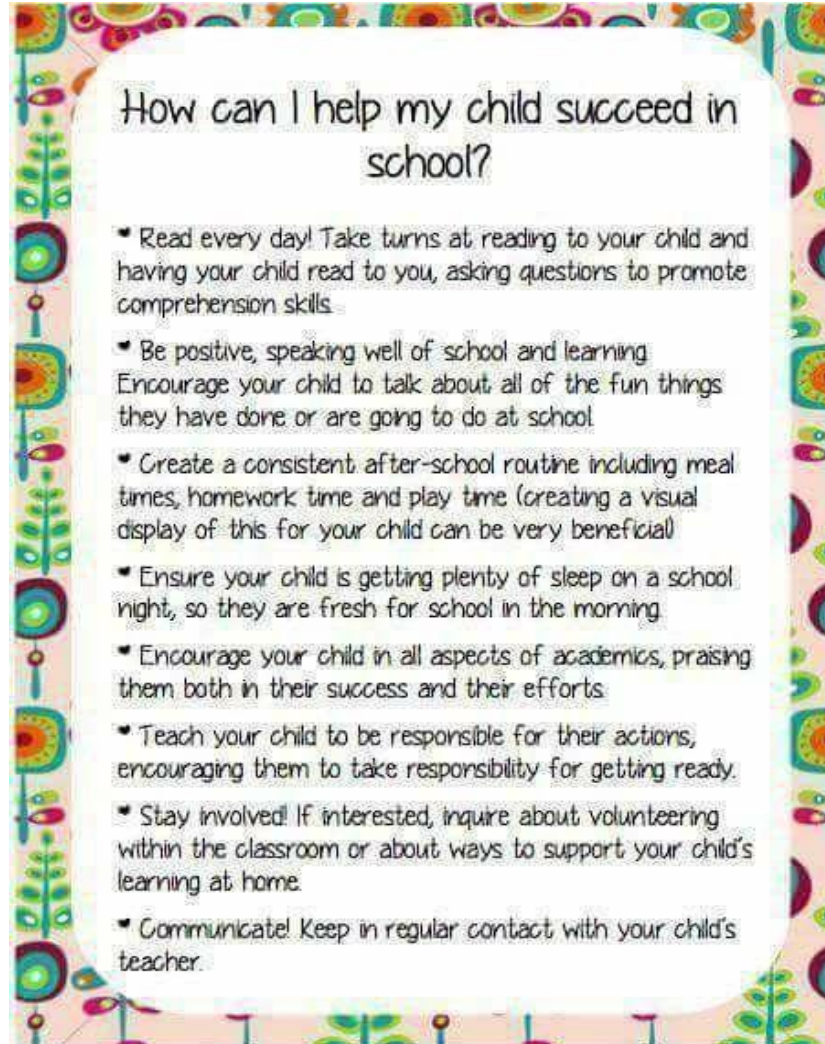 How can I help my child succeed in
school?
❤ Read every day! Take turns at reading to your child and
having your child read to you, asking questions to promote
comprehension skills.
❤ Be positive, speaking well of school and learning.
Encourage your child to talk about all of the fun things
they have done or are going to do at school.
❤ Create a consistent after-school routine including meal
times, homework time and play time (creating a visual
display of this for your child can be very beneficial)
❤ Ensure your child is getting plenty of sleep on a school
night, so they are fresh for school in the morning.
❤ Encourage your child in all aspects of academics, praising
them both in their success and their efforts.
❤ Teach your child to be responsible for their actions,
encouraging them to take responsibility for getting ready.
❤ Stay involved! If interested, inquire about volunteering
within the classroom or about ways to support your child's
learning at home.
❤ Communicate! Keep in regular contact with your child's
teacher.